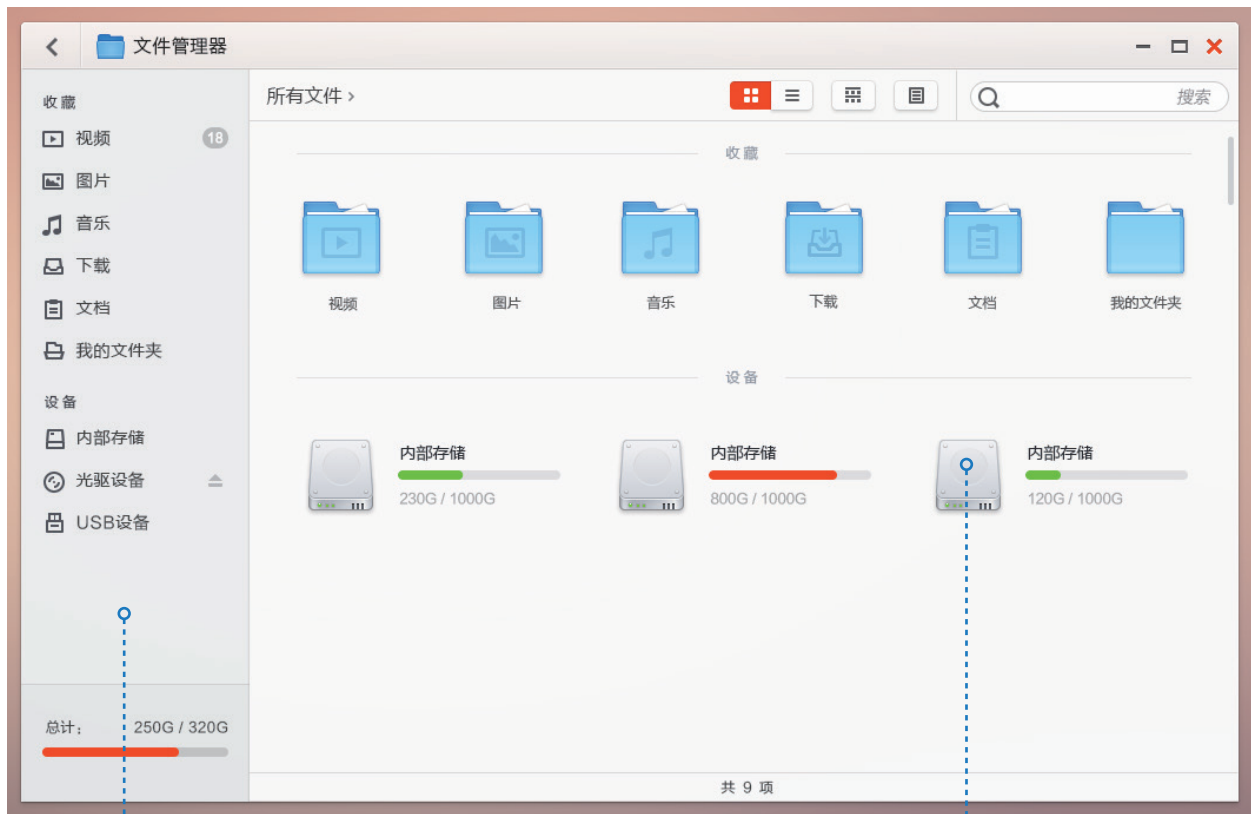 文件管理器
收藏
视频 18
图片
音乐
下载
文档
我的文件夹
设备
内部存储
光驱设备
USB设备
总计： 250G / 320G
所有文件 ›
搜索
收藏
视频 图片 音乐 下载 文档 我的文件夹
设备
内部存储 内部存储 内部存储
230G / 1000G 800G / 1000G 120G / 1000G
共 9 项